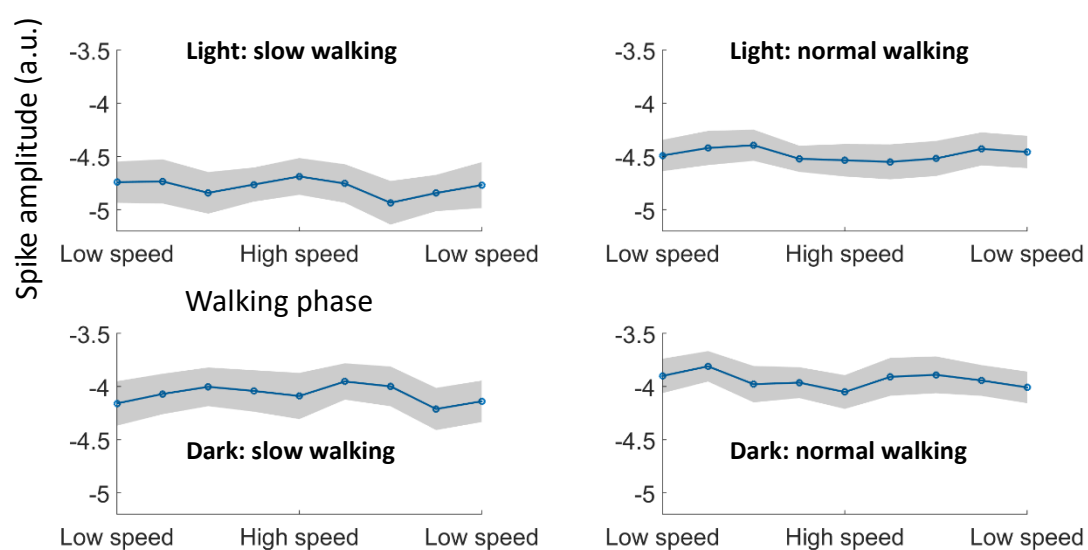 Spike amplitude (a.u.)
Light: slow walking
-3.5
-4
-4.5
-5
Low speed High speed Low speed
Light: normal walking
-3.5
-4
-4.5
-5
Low speed High speed Low speed
Walking phase
-3.5
-4
-4.5
-5
Dark: slow walking
Low speed High speed Low speed
-3.5
-4
-4.5
-5
Dark: normal walking
Low speed High speed Low speed